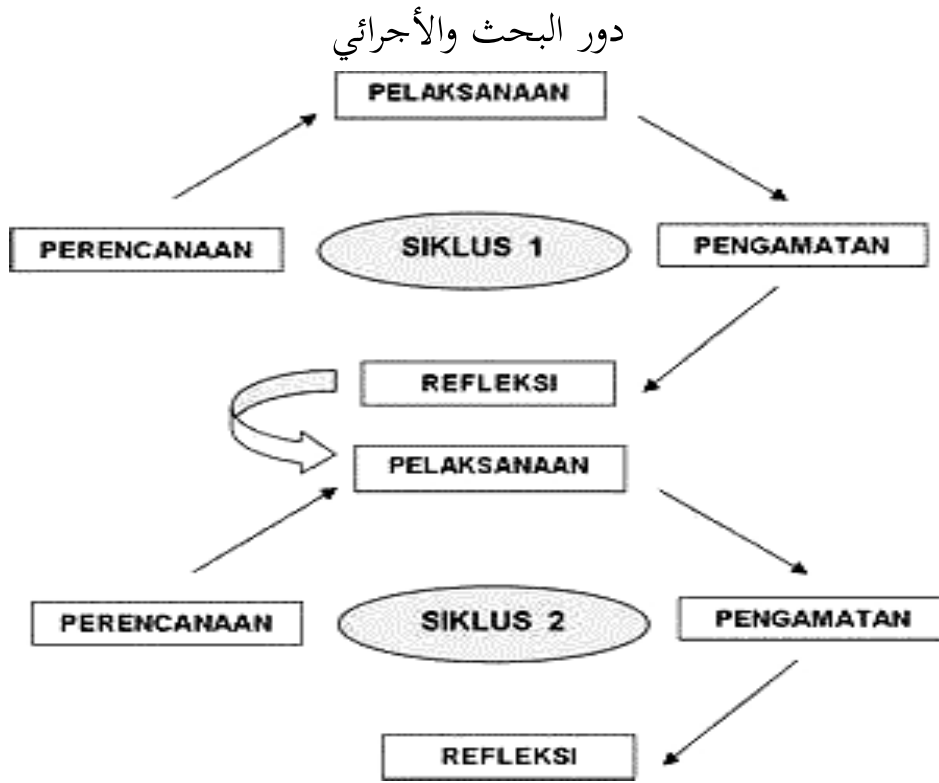 دور البحث والأجرائي
PELAKSANAAN
PERENCANAAN
SIKLUS 1
PENGAMATAN
REFLEKSI
PELAKSANAAN
PERENCANAAN
SIKLUS 2
PENGAMATAN
REFLEKSI